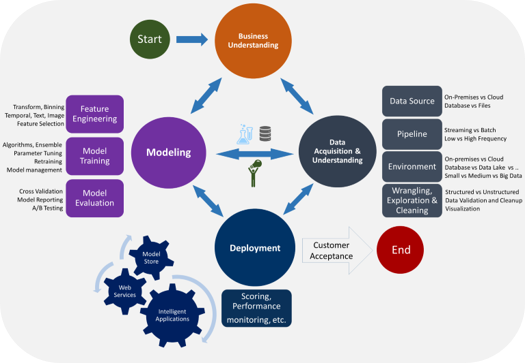 Start
Business
Understanding
Transform, Binning
Temporal, Text, Image
Feature Selection
Feature
Engineering
Algorithms, Ensemble
Parameter Tuning
Retraining
Model management
Model
Training
Cross Validation
Model Reporting
A/B Testing
Model
Evaluation
Modeling
Data
Acquisition &
Understanding
Data Source
On-Premises vs Cloud
Database vs Files
Pipeline
Streaming vs Batch
Low vs High Frequency
Environment
On-premises vs Cloud
Database vs Data Lake vs ..
Small vs Medium vs Big Data
Wrangling,
Exploration &
Cleaning
Structured vs Unstructured
Data Validation and Cleanup
Visualization
Deployment
Customer
Acceptance
End
Scoring,
Performance
monitoring, etc.
Model
Store
Web
Services
Intelligent
Applications